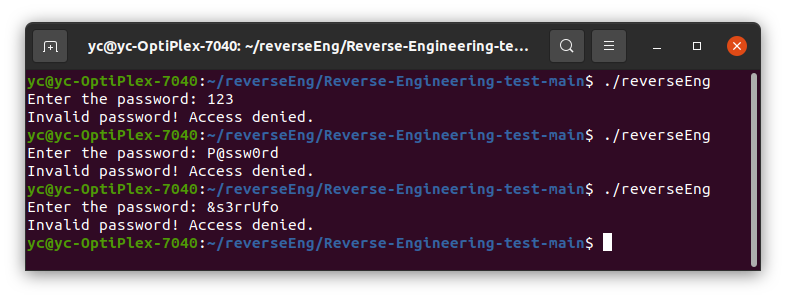 yc@yc-OptiPlex-7040: ~/reverseEng/Reverse-Engineering-te...
yc@yc-OptiPlex-7040:~/reverseEng/Reverse-Engineering-test-main$ ./reverseEng
Enter the password: 123
Invalid password! Access denied.
yc@yc-OptiPlex-7040:~/reverseEng/Reverse-Engineering-test-main$ ./reverseEng
Enter the password: P@ssw0rd
Invalid password! Access denied.
yc@yc-OptiPlex-7040:~/reverseEng/Reverse-Engineering-test-main$ ./reverseEng
Enter the password: &s3rrUfo
Invalid password! Access denied.
yc@yc-OptiPlex-7040:~/reverseEng/Reverse-Engineering-test-main$